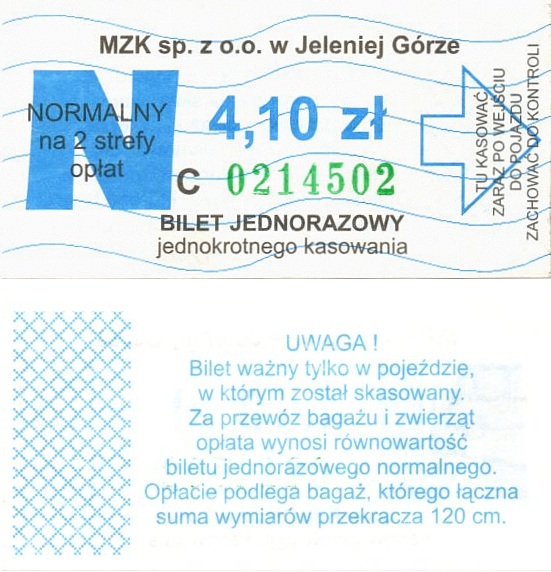 MZK sp. z o.o. w Jeleniej Górze
N
NORMALNY
na 2 strefy
opłat
4,10 zł
C 0214502
BILET JEDNORAZOWY
jednokrotnego kasowania
TU KASOWAĆ
ZARAZ PO WEJŚCIU
DO POJAZDU
ZACHOWAĆ DO KONTROLI
UWAGA !
Bilet ważny tylko w pojeździe,
w którym został skasowany.
Za przewóz bagażu i zwierząt
opłata wynosi równowartość
biletu jednorazowego normalnego.
Opłacie podlega bagaż, którego łączna
suma wymiarów przekracza 120 cm.